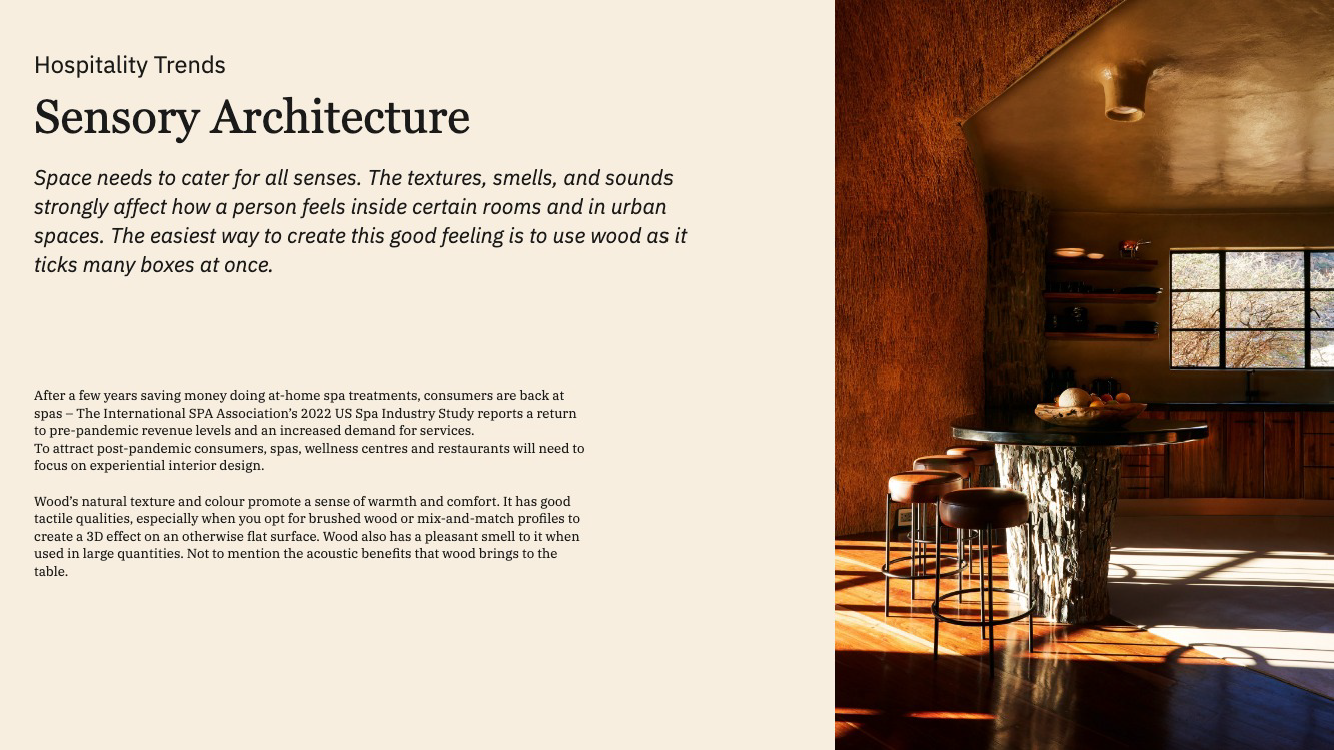 Hospitality Trends
Sensory Architecture
Space needs to cater for all senses. The textures, smells, and sounds
strongly affect how a person feels inside certain rooms and in urban
spaces. The easiest way to create this good feeling is to use wood as it
ticks many boxes at once.
After a few years saving money doing at-home spa treatments, consumers are back at
spas – The International SPA Association’s 2022 US Spa Industry Study reports a return
to pre-pandemic revenue levels and an increased demand for services.
To attract post-pandemic consumers, spas, wellness centres and restaurants will need to
focus on experiential interior design.
Wood’s natural texture and colour promote a sense of warmth and comfort. It has good
tactile qualities, especially when you opt for brushed wood or mix-and-match profiles to
create a 3D effect on an otherwise flat surface. Wood also has a pleasant smell to it when
used in large quantities. Not to mention the acoustic benefits that wood brings to the
table.